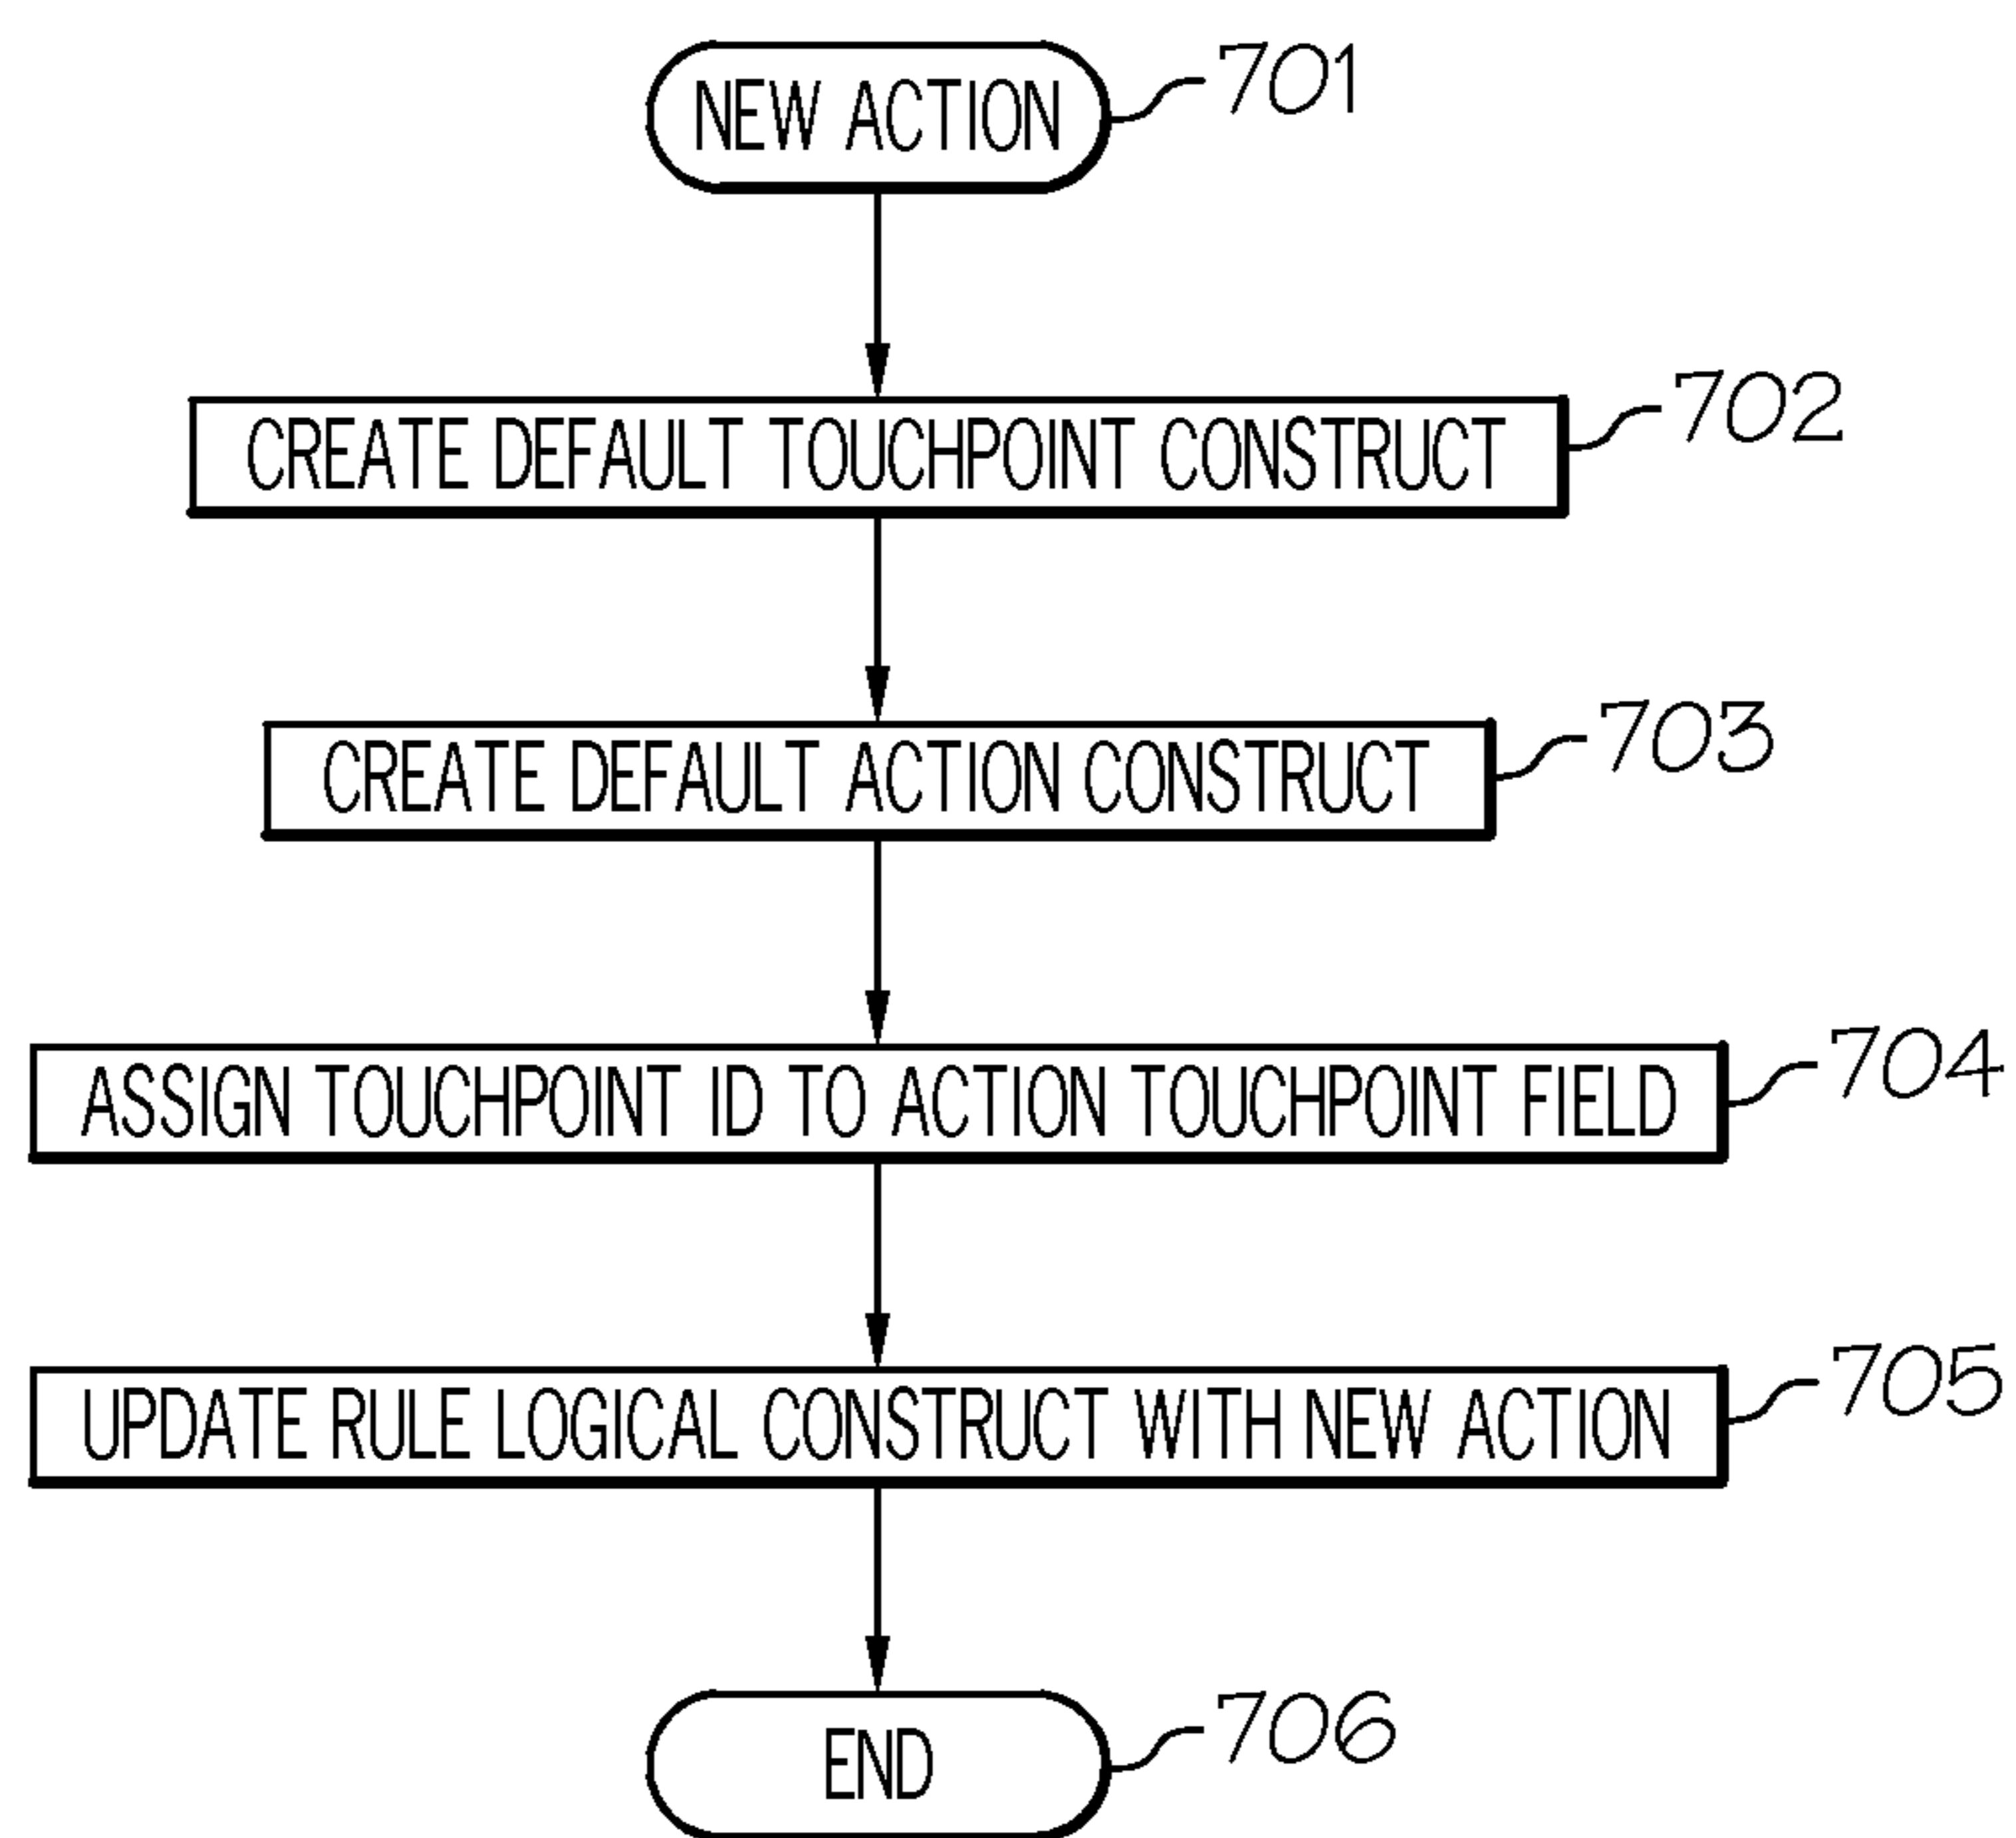 NEW ACTION
701
CREATE DEFAULT TOUCHPOINT CONSTRUCT
702
CREATE DEFAULT ACTION CONSTRUCT
703
ASSIGN TOUCHPOINT ID TO ACTION TOUCHPOINT FIELD
704
UPDATE RULE LOGICAL CONSTRUCT WITH NEW ACTION
705
END
706